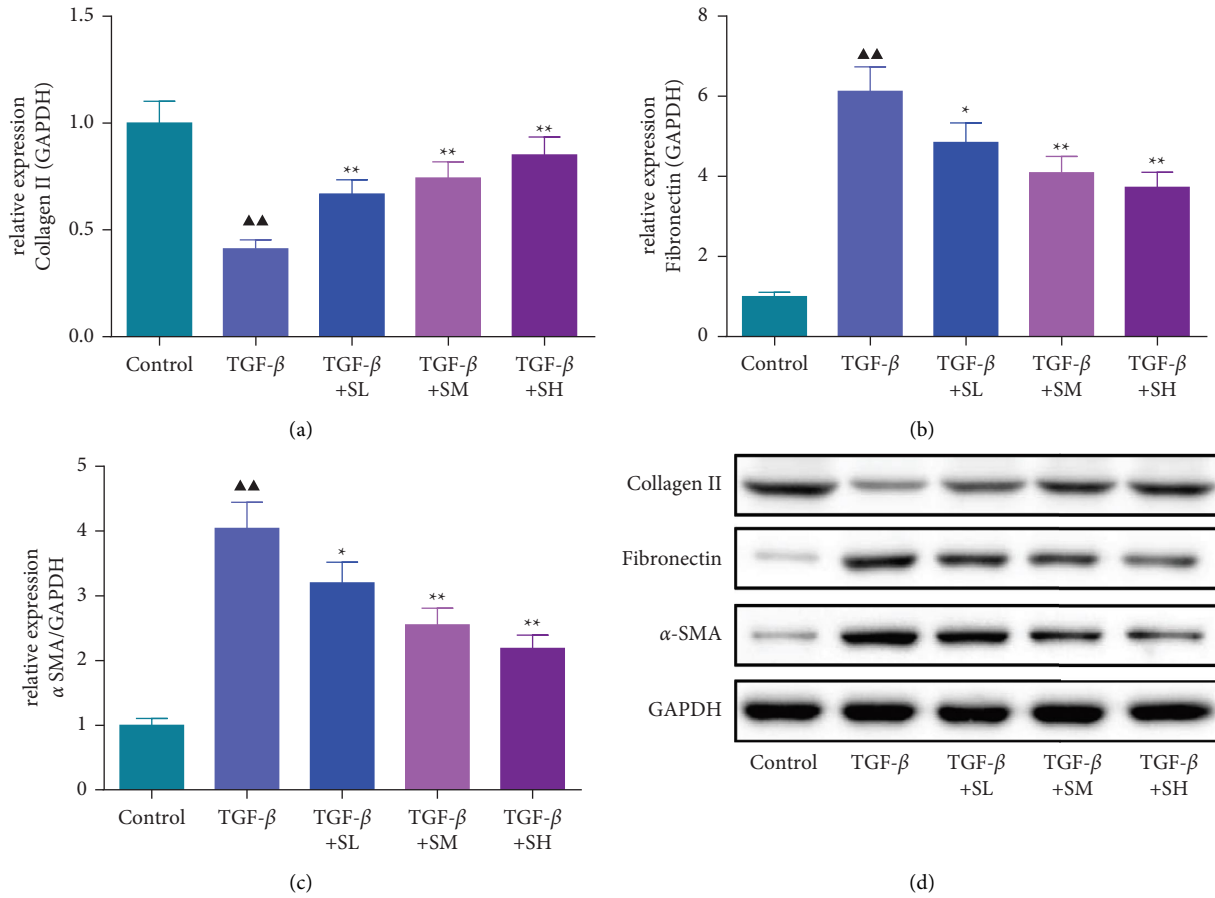 relative expression
Collagen II (GAPDH)
1.5
1.0
0.5
0.0
▲▲
**
**
**
Control
TGF-β
TGF-β
+SL
TGF-β
+SM
TGF-β
+SH
(a)
relative expression
Fibronectin (GAPDH)
8
6
4
2
0
▲▲
*
**
**
Control
TGF-β
TGF-β
+SL
TGF-β
+SM
TGF-β
+SH
(b)
relative expression
α SMA/GAPDH
5
4
3
2
1
0
▲▲
*
**
**
Control
TGF-β
TGF-β
+SL
TGF-β
+SM
TGF-β
+SH
(c)
Collagen II
Fibronectin
α-SMA
GAPDH
Control
TGF-β
TGF-β
+SL
TGF-β
+SM
TGF-β
+SH
(d)